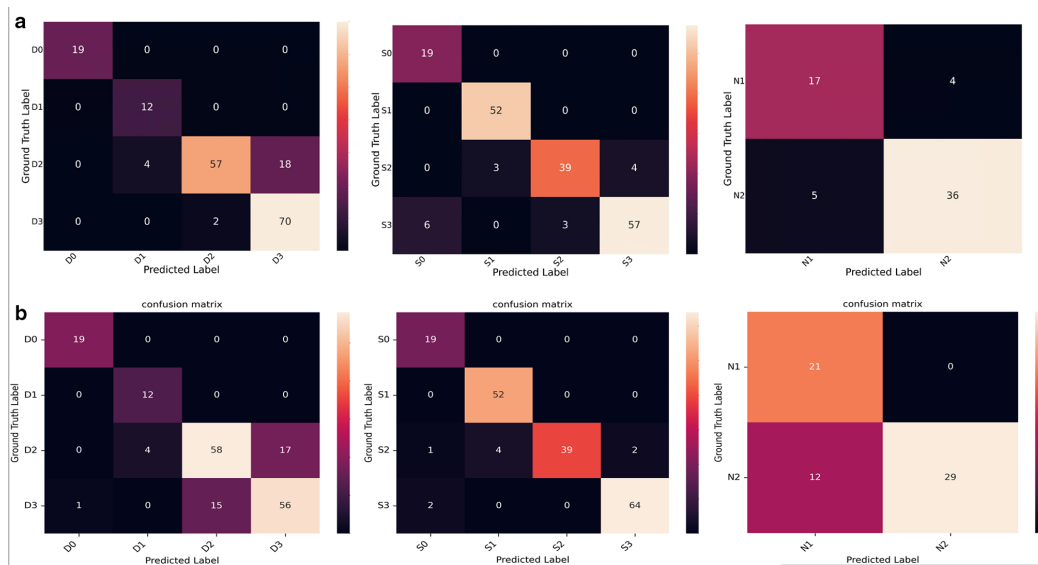 a
Ground Truth Label
D0 19 0 0 0
D1 0 12 0 0
D2 0 4 57 18
D3 0 0 2 70
D0 D1 D2 D3
Predicted Label
Ground Truth Label
S0 19 0 0 0
S1 0 52 0 0
S2 0 3 39 4
S3 6 0 3 57
S0 S1 S2 S3
Predicted Label
Ground Truth Label
N1 17 4
N2 5 36
N1 N2
Predicted Label
b
confusion matrix
Ground Truth Label
D0 19 0 0 0
D1 0 12 0 0
D2 0 4 58 17
D3 1 0 15 56
D0 D1 D2 D3
Predicted Label
confusion matrix
Ground Truth Label
S0 19 0 0 0
S1 0 52 0 0
S2 1 4 39 2
S3 2 0 0 64
S0 S1 S2 S3
Predicted Label
confusion matrix
Ground Truth Label
N1 21 0
N2 12 29
N1 N2
Predicted Label